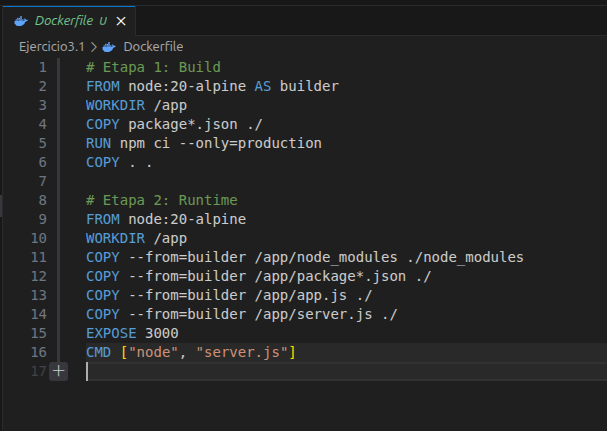 Dockerfile U
Ejercicio3.1 > Dockerfile
1 # Etapa 1: Build
2 FROM node:20-alpine AS builder
3 WORKDIR /app
4 COPY package*.json ./
5 RUN npm ci --only=production
6 COPY . .
7
8 # Etapa 2: Runtime
9 FROM node:20-alpine
10 WORKDIR /app
11 COPY --from=builder /app/node_modules ./node_modules
12 COPY --from=builder /app/package*.json ./
13 COPY --from=builder /app/app.js ./
14 COPY --from=builder /app/server.js ./
15 EXPOSE 3000
16 CMD ["node", "server.js"]
17